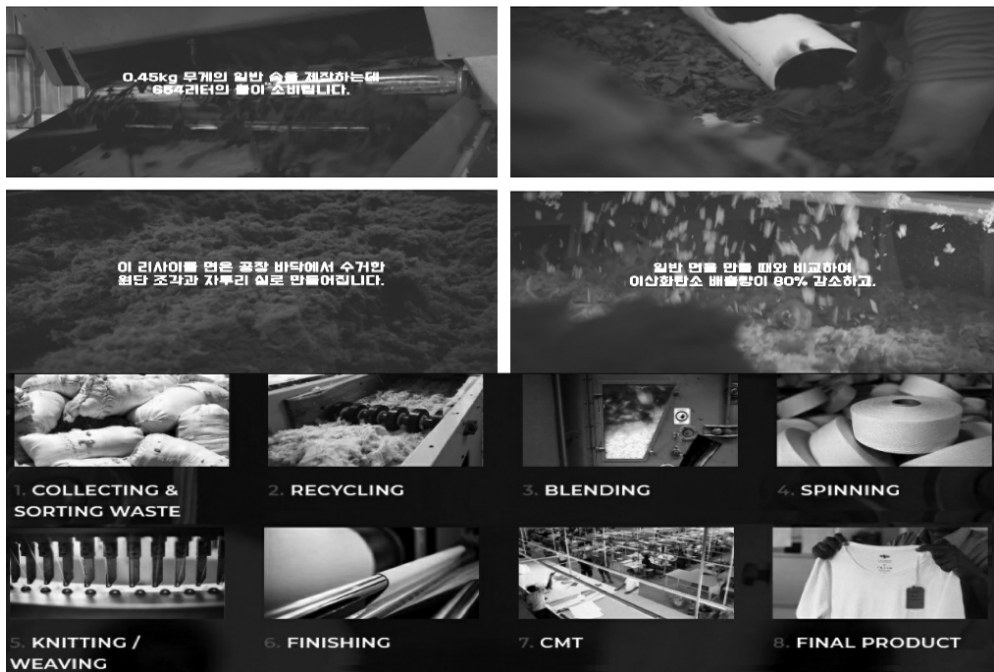 0.45kg 무게의 일반 솜을 제작하는데
654리터의 물이 소비됩니다.
이 리사이클 면은 공장 바닥에서 수거한
원단 조각과 자투리 실로 만들어집니다.
일반 면을 만들 때와 비교하여
이산화탄소 배출량이 80% 감소하고.
1. COLLECTING &
SORTING WASTE
2. RECYCLING
3. BLENDING
4. SPINNING
5. KNITTING /
WEAVING
6. FINISHING
7. CMT
8. FINAL PRODUCT